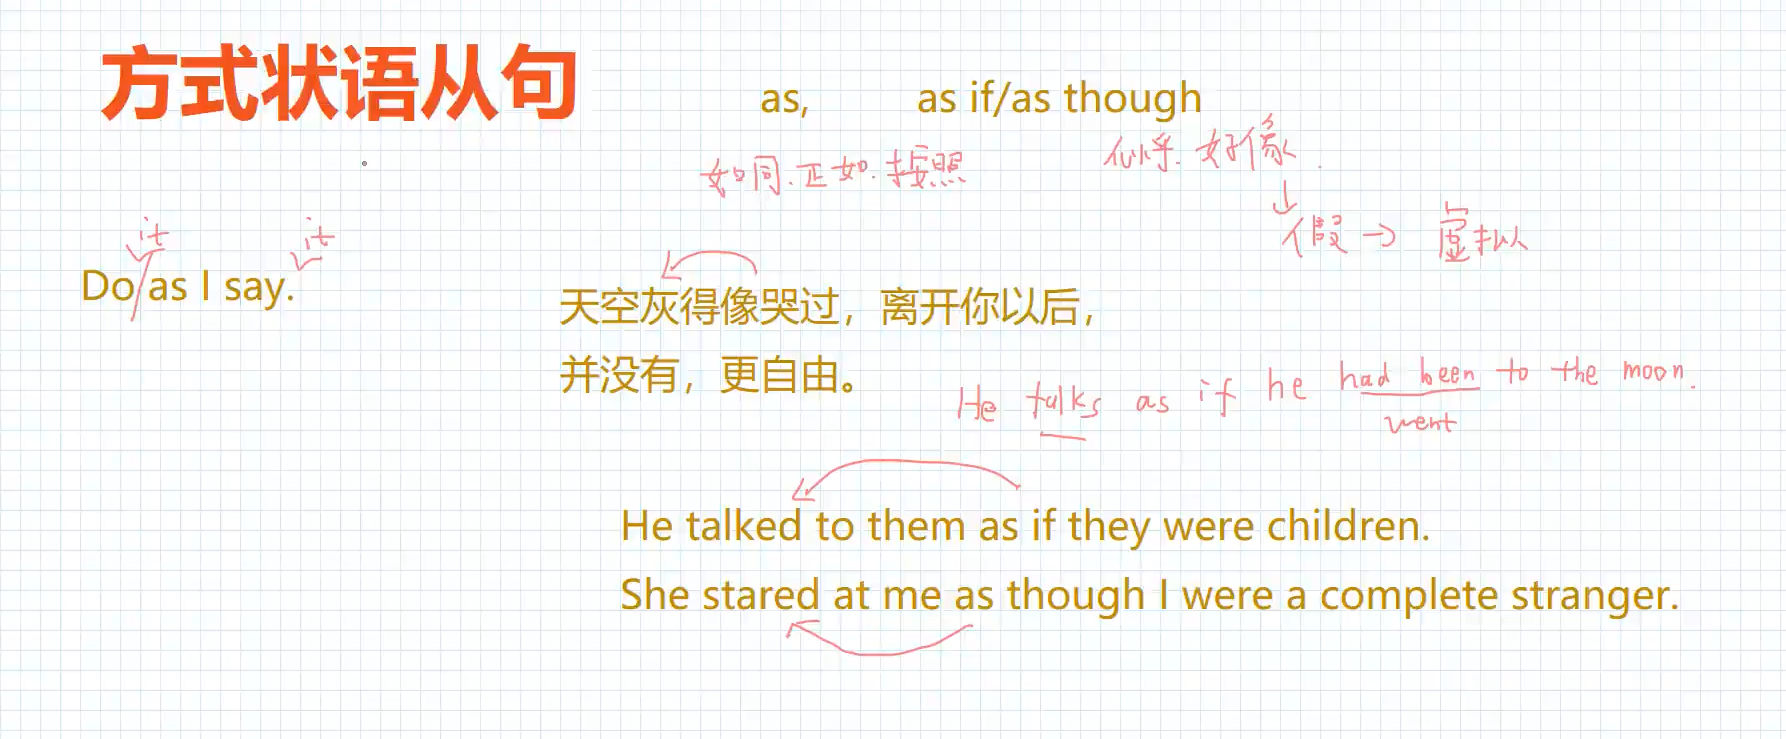 方式状语从句
as, as if/as though
如同.正如.按照
似乎.好像.
↓
假→虚拟
it it
Do as I say.
天空灰得像哭过，离开你以后，
并没有，更自由。
He talks as if he had been to the moon.
went
He talked to them as if they were children.
She stared at me as though I were a complete stranger.